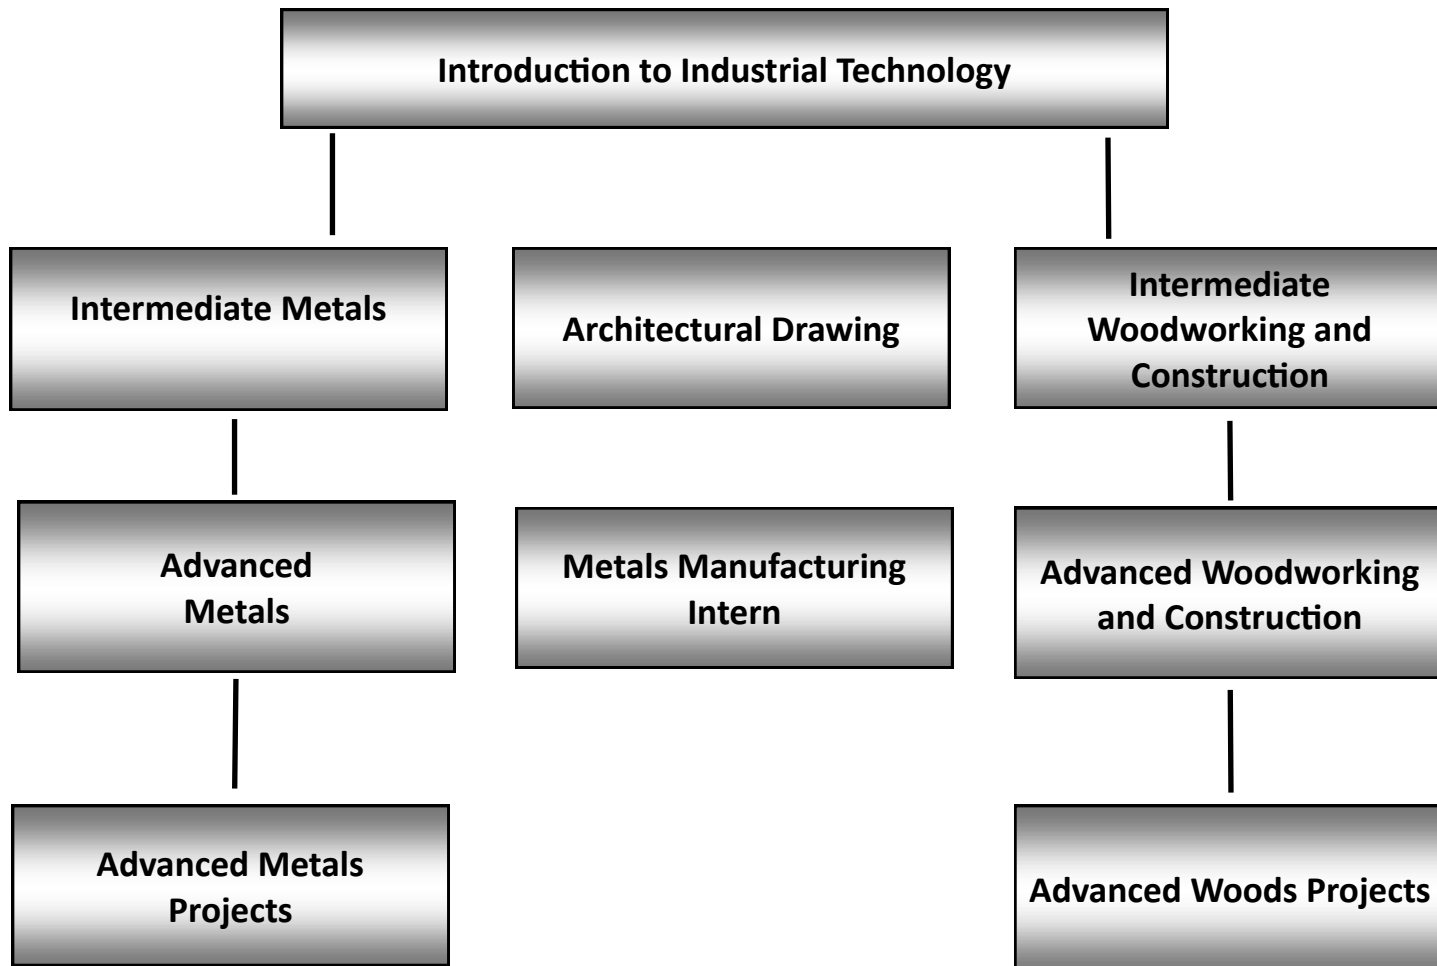 Introduction to Industrial Technology
Intermediate Metals
Architectural Drawing
Intermediate
Woodworking and
Construction
Advanced
Metals
Metals Manufacturing
Intern
Advanced Woodworking
and Construction
Advanced Metals
Projects
Advanced Woods Projects